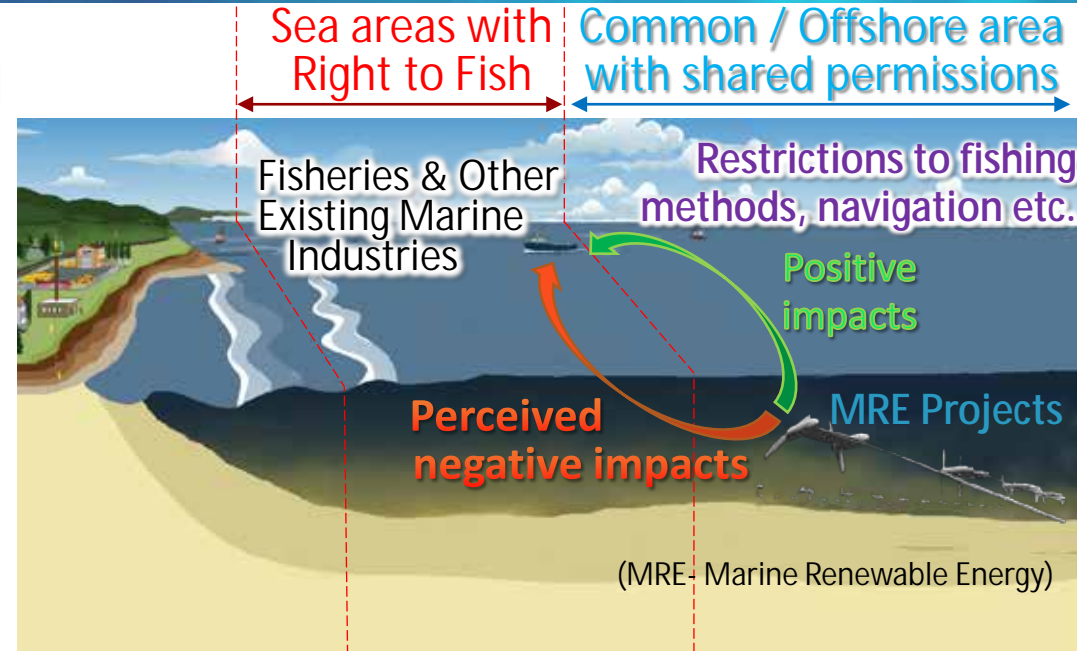 Sea areas with
Right to Fish
Common / Offshore area
with shared permissions
Fisheries & Other
Existing Marine
Industries
Restrictions to fishing
methods, navigation etc.
Positive
impacts
Perceived
negative impacts
MRE Projects
(MRE- Marine Renewable Energy)